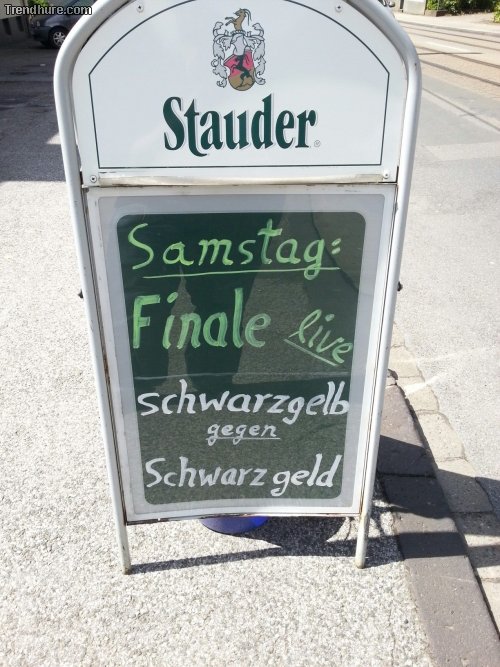 Trendhure.com
Stauder
Samstag:
Finale live
schwarzgelb
gegen
Schwarzgeld